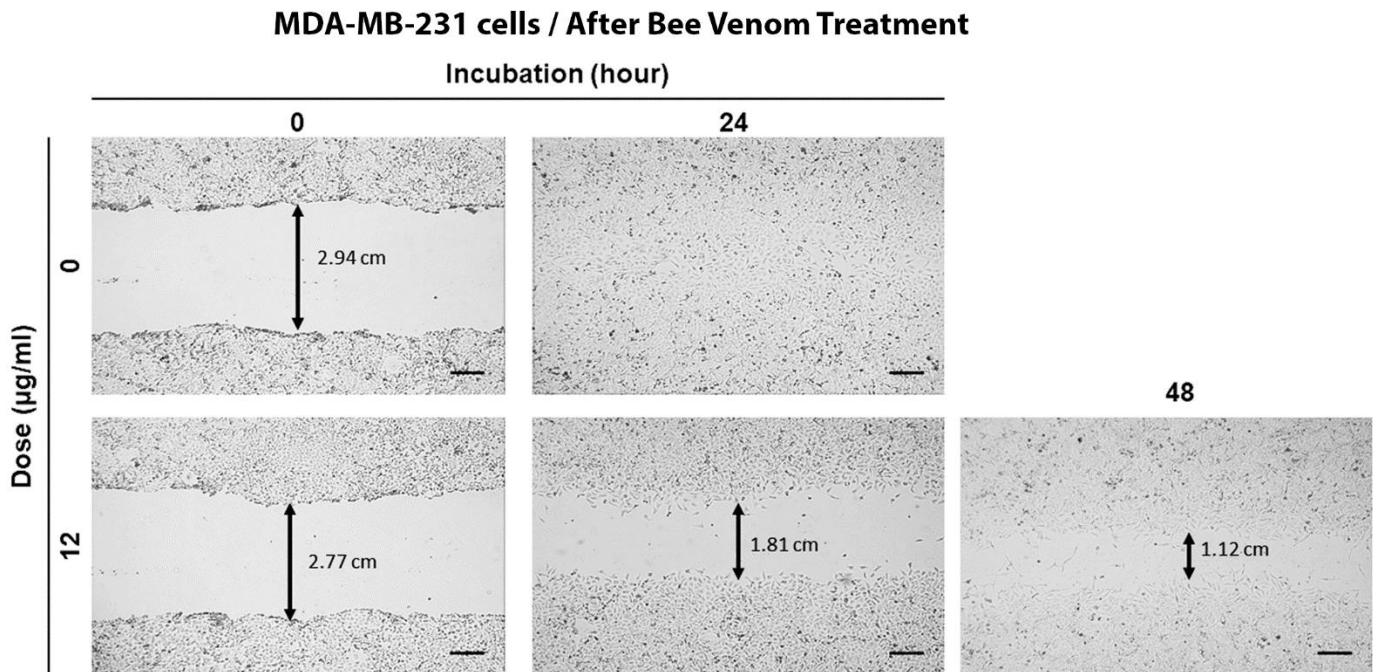 MDA-MB-231 cells / After Bee Venom Treatment
Incubation (hour)
0
24
Dose (µg/ml)
0
2.94 cm
48
12
2.77 cm
1.81 cm
1.12 cm